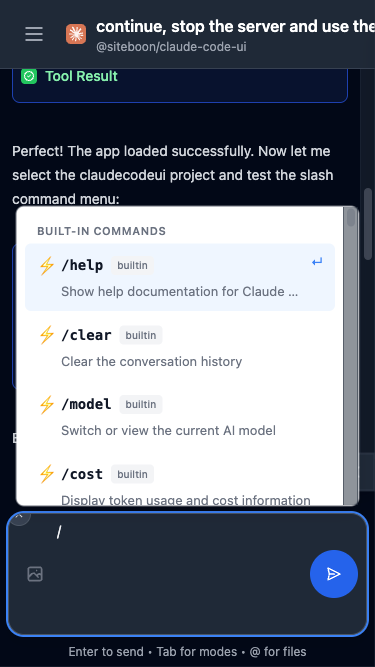 continue, stop the server and use the
@siteboon/claude-code-ui
Tool Result
Perfect! The app loaded successfully. Now let me
select the claudecodeui project and test the slash
command menu:
BUILT-IN COMMANDS
/help builtin
Show help documentation for Claude ...
/clear builtin
Clear the conversation history
/model builtin
Switch or view the current AI model
/cost builtin
Display token usage and cost information
/
Enter to send • Tab for modes • @ for files